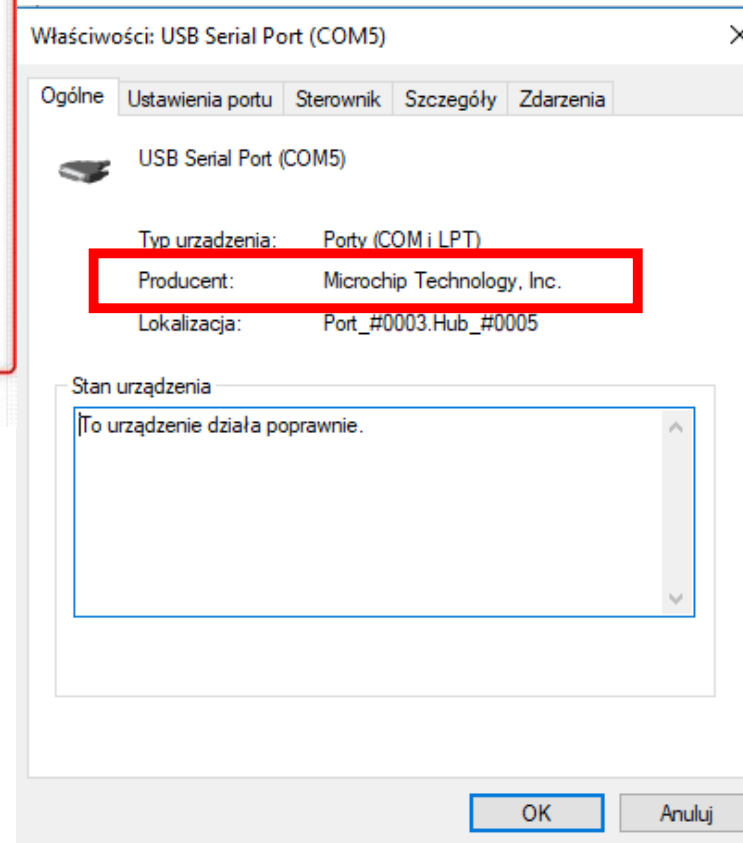 Właściwości: USB Serial Port (COM5)
Ogólne Ustawienia portu Sterownik Szczegóły Zdarzenia
USB Serial Port (COM5)
Typ urządzenia: Porty (COM i LPT)
Producent: Microchip Technology, Inc.
Lokalizacja: Port_#0003.Hub_#0005
Stan urządzenia
To urządzenie działa poprawnie.
OK Anuluj